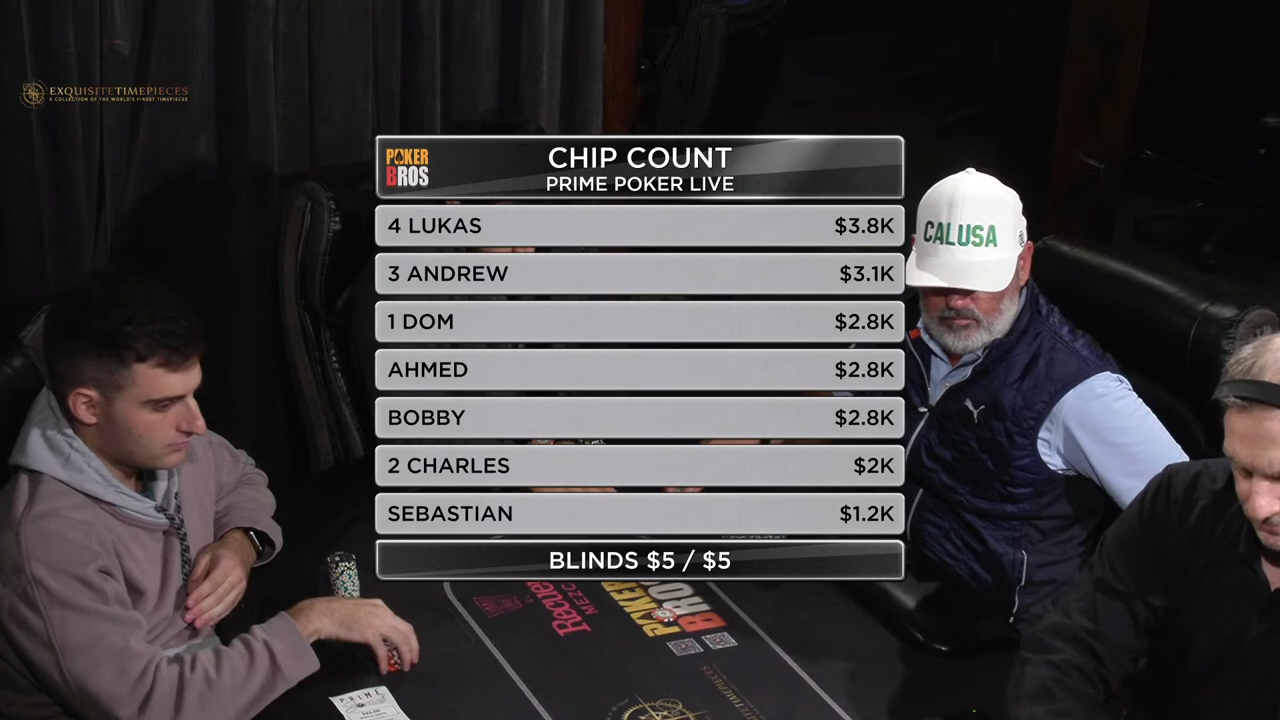 EXQUISITETIMEPIECES
A COLLECTION OF THE WORLD'S FINEST TIMEPIECES
POKER
BROS
CHIP COUNT
PRIME POKER LIVE
4 LUKAS $3.8K
3 ANDREW $3.1K
1 DOM $2.8K
AHMED $2.8K
BOBBY $2.8K
2 CHARLES $2K
SEBASTIAN $1.2K
BLINDS $5 / $5
CALUSA
POKER
BROS
PRIME